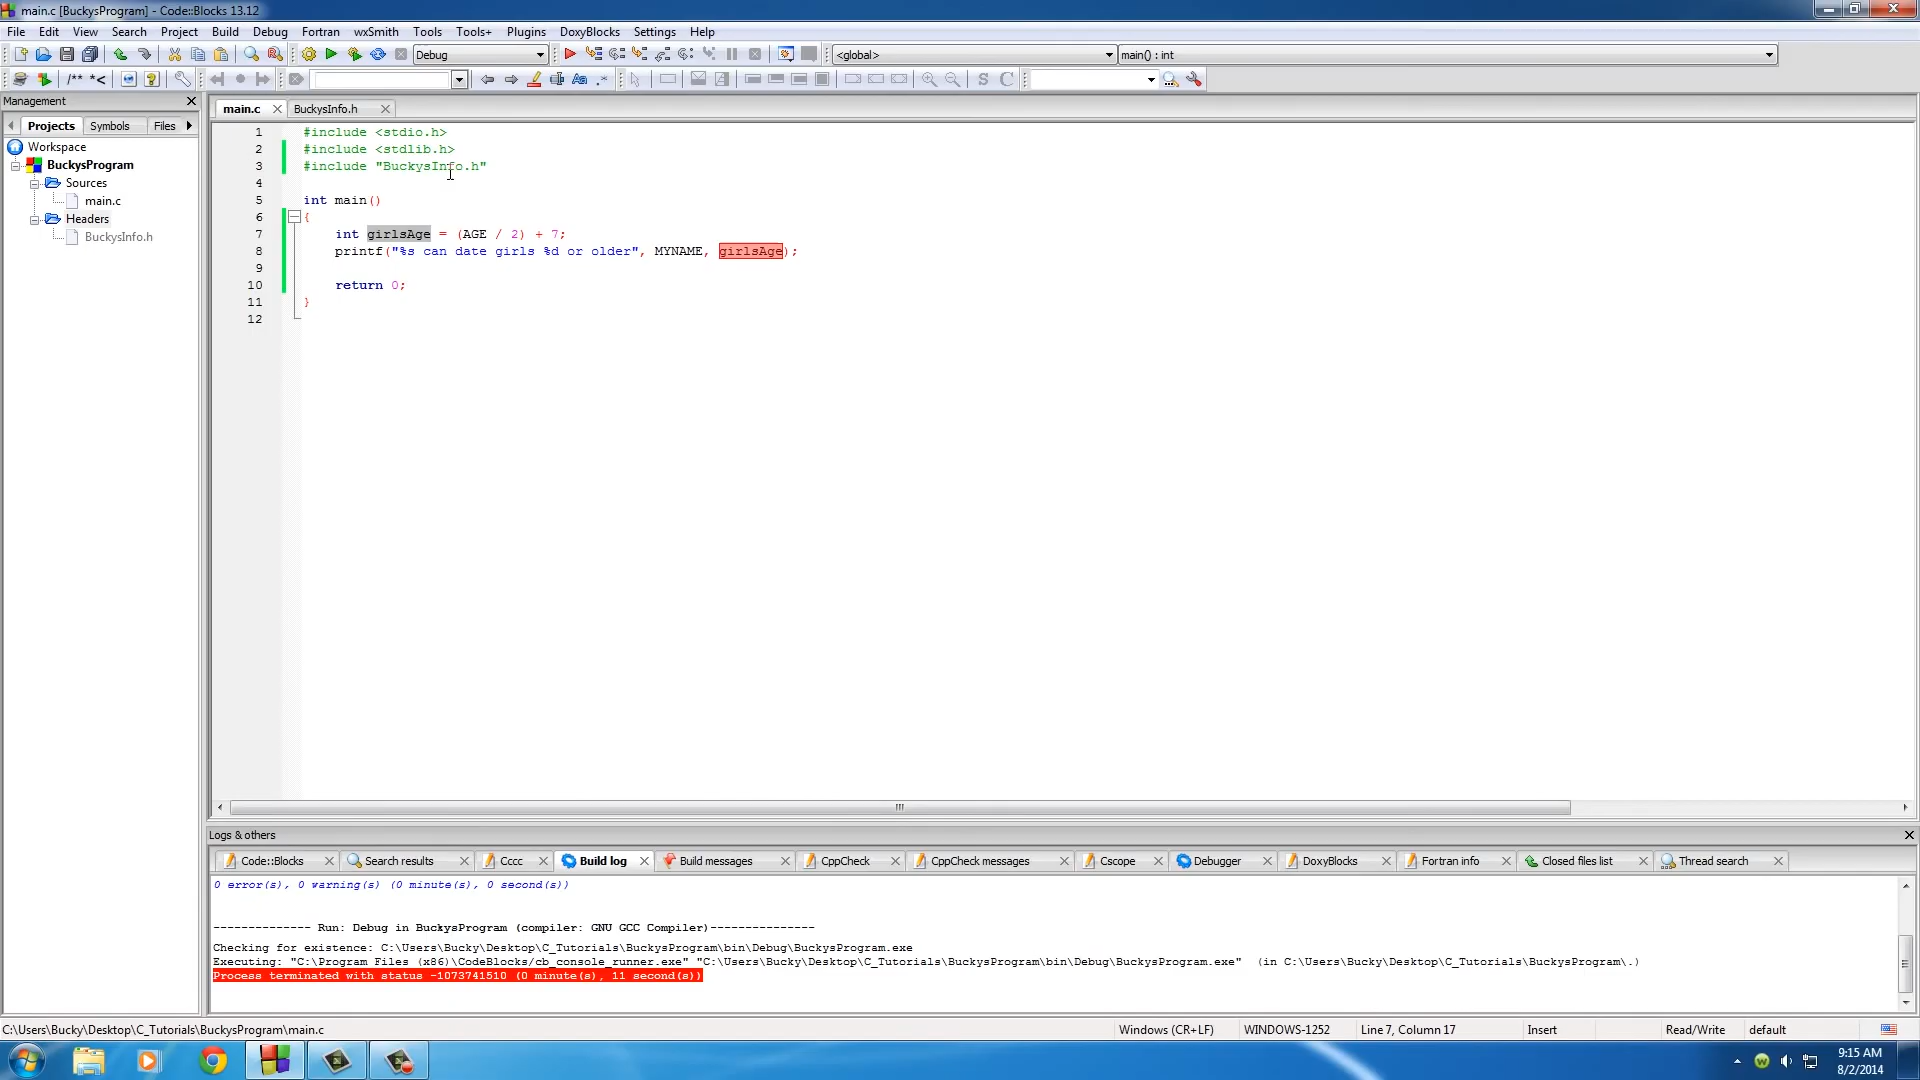 main.c [BuckysProgram] - Code::Blocks 13.12
File Edit View Search Project Build Debug Fortran wxSmith Tools Tools+ Plugins DoxyBlocks Settings Help
Debug <global> main() : int
/** *< Aa .* S C
Management
main.c BuckysInfo.h
Projects Symbols Files
Workspace
BuckysProgram
Sources
main.c
Headers
BuckysInfo.h
1 #include <stdio.h>
2 #include <stdlib.h>
3 #include "BuckysInfo.h"
4
5 int main()
6 {
7 int girlsAge = (AGE / 2) + 7;
8 printf("%s can date girls %d or older", MYNAME, girlsAge);
9
10 return 0;
11 }
12
Logs & others
Code::Blocks Search results Cccc Build log Build messages CppCheck CppCheck messages Cscope Debugger DoxyBlocks Fortran info Closed files list Thread search
0 error(s), 0 warning(s) (0 minute(s), 0 second(s))
-------------- Run: Debug in BuckysProgram (compiler: GNU GCC Compiler)---------------
Checking for existence: C:\Users\Bucky\Desktop\C_Tutorials\BuckysProgram\bin\Debug\BuckysProgram.exe
Executing: "C:\Program Files (x86)\CodeBlocks/cb_console_runner.exe" "C:\Users\Bucky\Desktop\C_Tutorials\BuckysProgram\bin\Debug\BuckysProgram.exe" (in C:\Users\Bucky\Desktop\C_Tutorials\BuckysProgram\.)
Process terminated with status -1073741510 (0 minute(s), 11 second(s))
C:\Users\Bucky\Desktop\C_Tutorials\BuckysProgram\main.c Windows (CR+LF) WINDOWS-1252 Line 7, Column 17 Insert Read/Write default
9:15 AM
8/2/2014